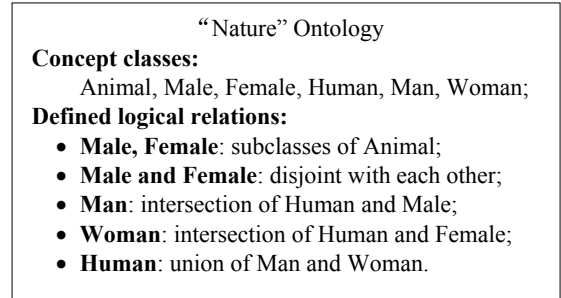 “Nature” Ontology
Concept classes:
Animal, Male, Female, Human, Man, Woman;
Defined logical relations:
• Male, Female: subclasses of Animal;
• Male and Female: disjoint with each other;
• Man: intersection of Human and Male;
• Woman: intersection of Human and Female;
• Human: union of Man and Woman.